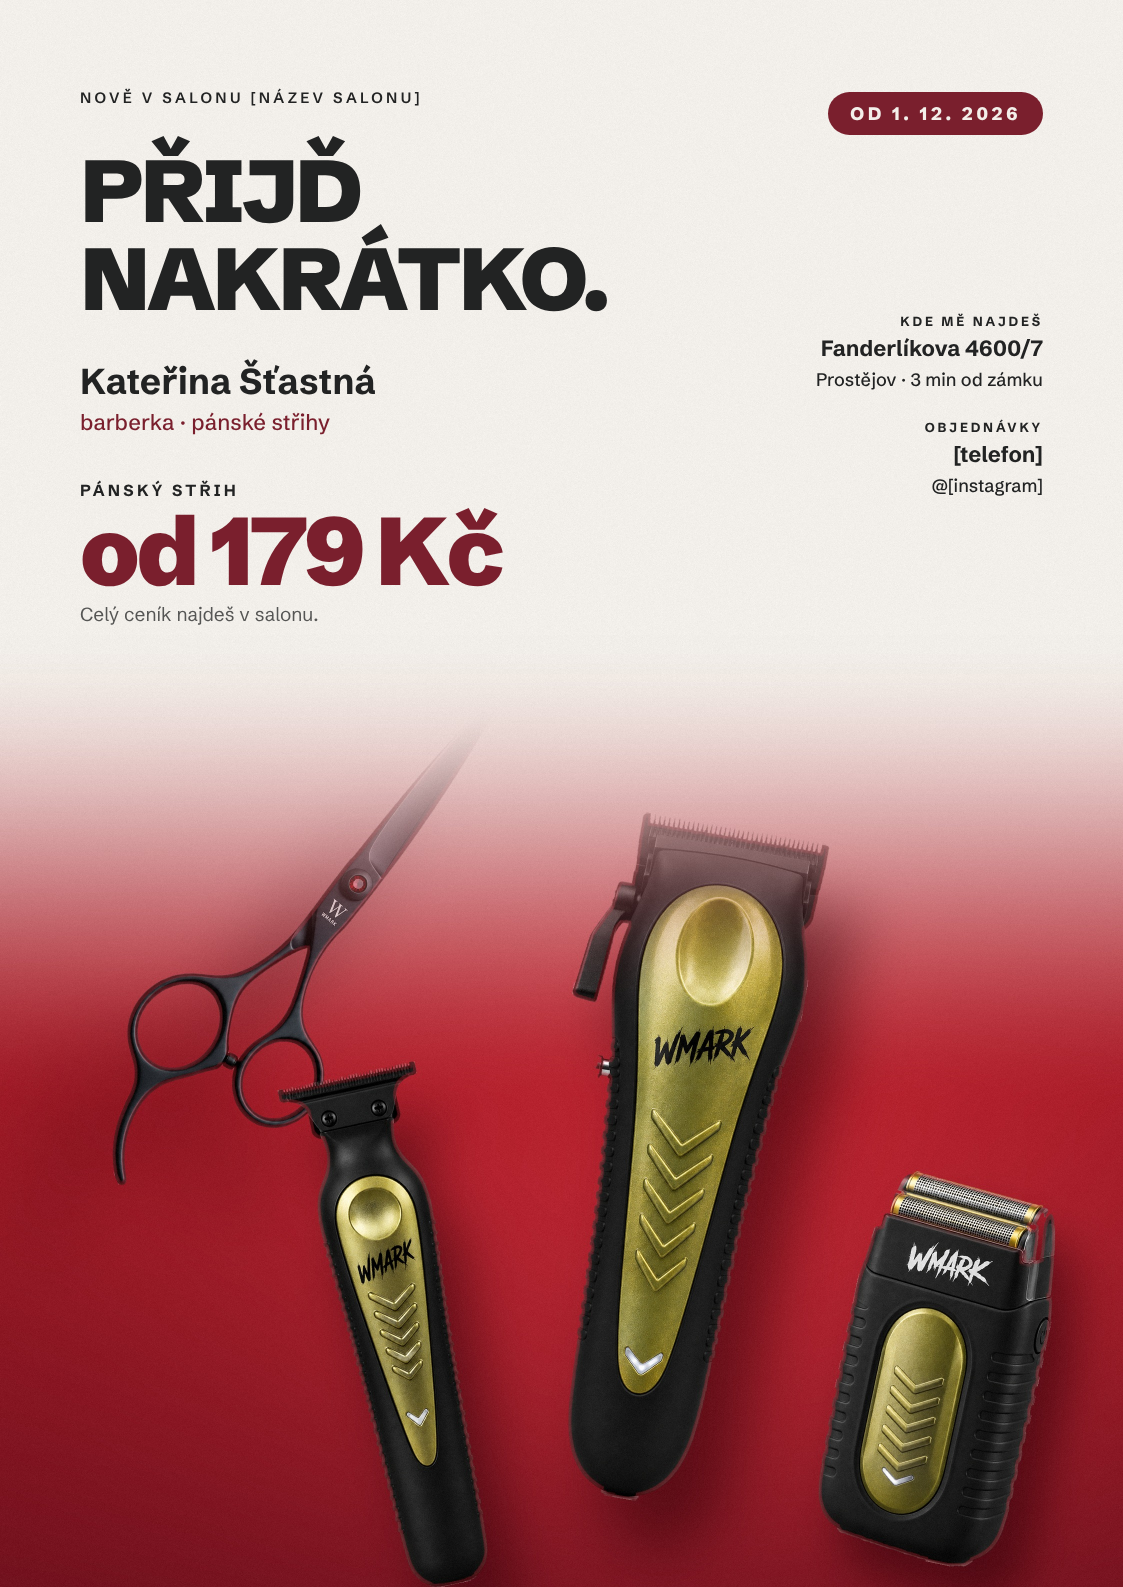 NOVĚ V SALONU [NÁZEV SALONU]
OD 1. 12. 2026
PŘIJĎ
NAKRÁTKO.
Kateřina Šťastná
barberka · pánské střihy
PÁNSKÝ STŘIH
od 179 Kč
Celý ceník najdeš v salonu.
KDE MĚ NAJDEŠ
Fanderlíkova 4600/7
Prostějov · 3 min od zámku
OBJEDNÁVKY
[telefon]
@[instagram]
W
WMARK
WMARK
WMARK
WMARK